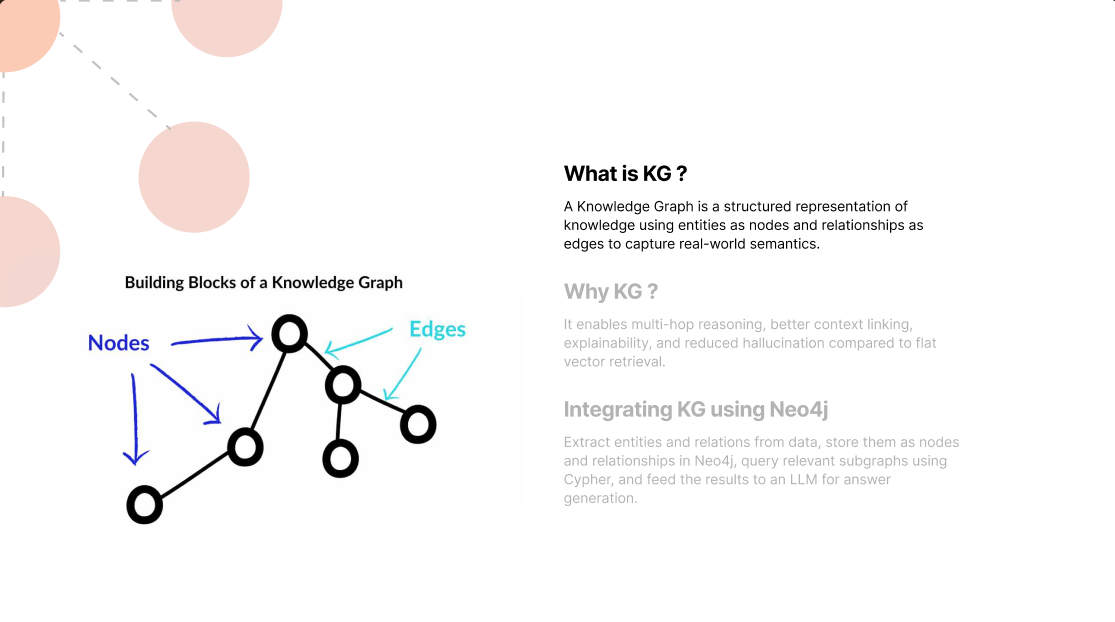 What is KG ?
A Knowledge Graph is a structured representation of
knowledge using entities as nodes and relationships as
edges to capture real-world semantics.
Building Blocks of a Knowledge Graph
Nodes
Edges
Why KG ?
It enables multi-hop reasoning, better context linking,
explainability, and reduced hallucination compared to flat
vector retrieval.
Integrating KG using Neo4j
Extract entities and relations from data, store them as nodes
and relationships in Neo4j, query relevant subgraphs using
Cypher, and feed the results to an LLM for answer
generation.